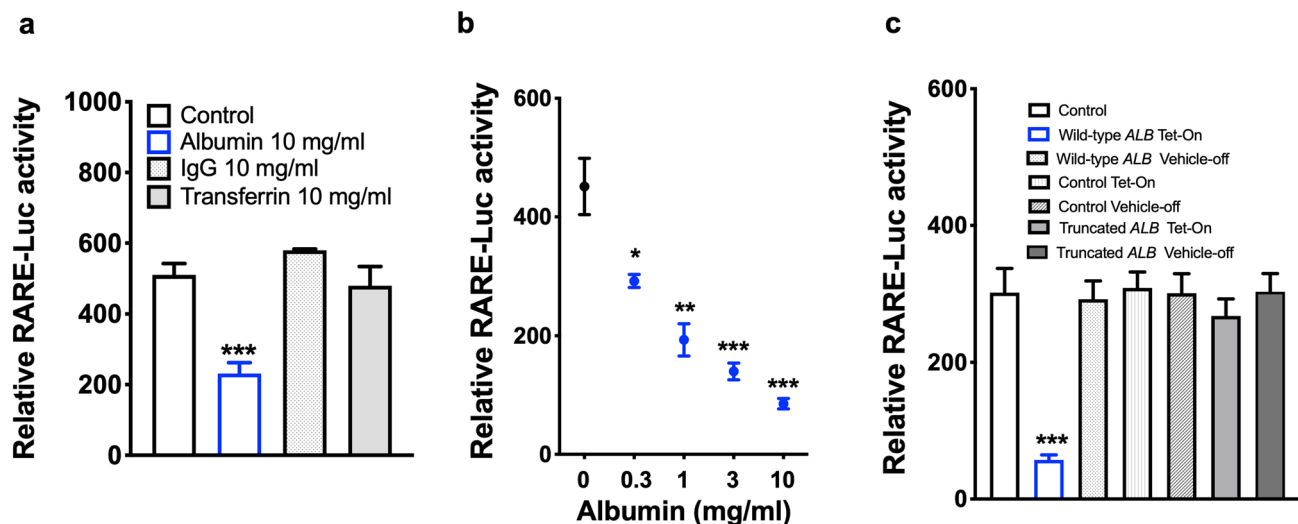 a
Relative RARE-Luc activity
1000
800
600
400
200
0
Control
Albumin 10 mg/ml
IgG 10 mg/ml
Transferrin 10 mg/ml
***
b
Relative RARE-Luc activity
600
400
200
0
*
**
***
***
0 0.3 1 3 10
Albumin (mg/ml)
c
Relative RARE-Luc activity
600
400
200
0
Control
Wild-type ALB Tet-On
Wild-type ALB Vehicle-off
Control Tet-On
Control Vehicle-off
Truncated ALB Tet-On
Truncated ALB Vehicle-off
***